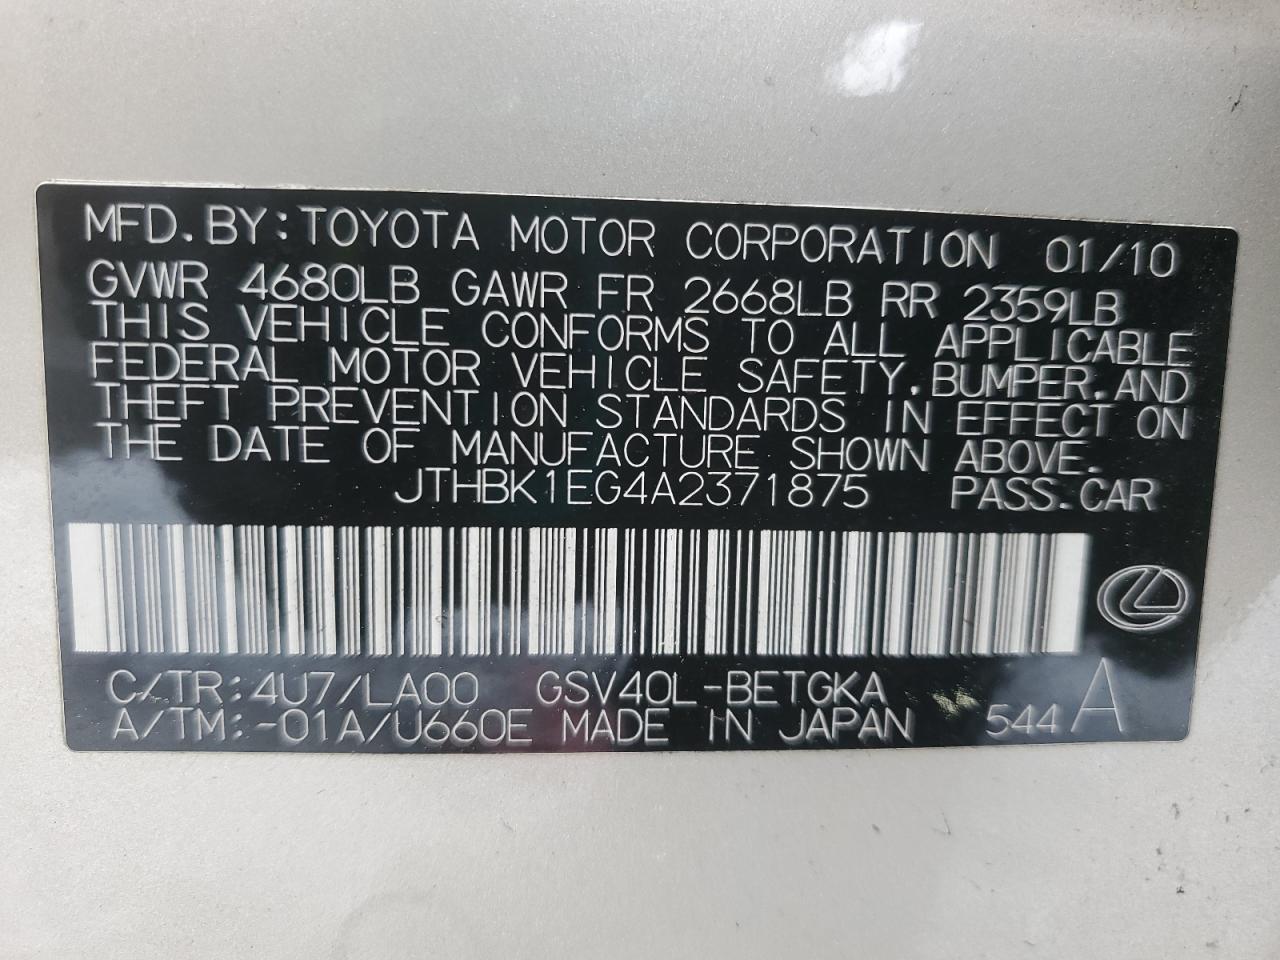 MFD. BY: TOYOTA MOTOR CORPORATION 01/10
GVWR 4680LB GAWR FR 2668LB RR 2359LB
THIS VEHICLE CONFORMS TO ALL APPLICABLE
FEDERAL MOTOR VEHICLE SAFETY, BUMPER, AND
THEFT PREVENTION STANDARDS IN EFFECT ON
THE DATE OF MANUFACTURE SHOWN ABOVE.
JTHBK1EG4A2371875 PASS. CAR
C/TR: 4U7/LA00 GSV40L-BETGKA
A/TM: -01A/U660E MADE IN JAPAN 544 A